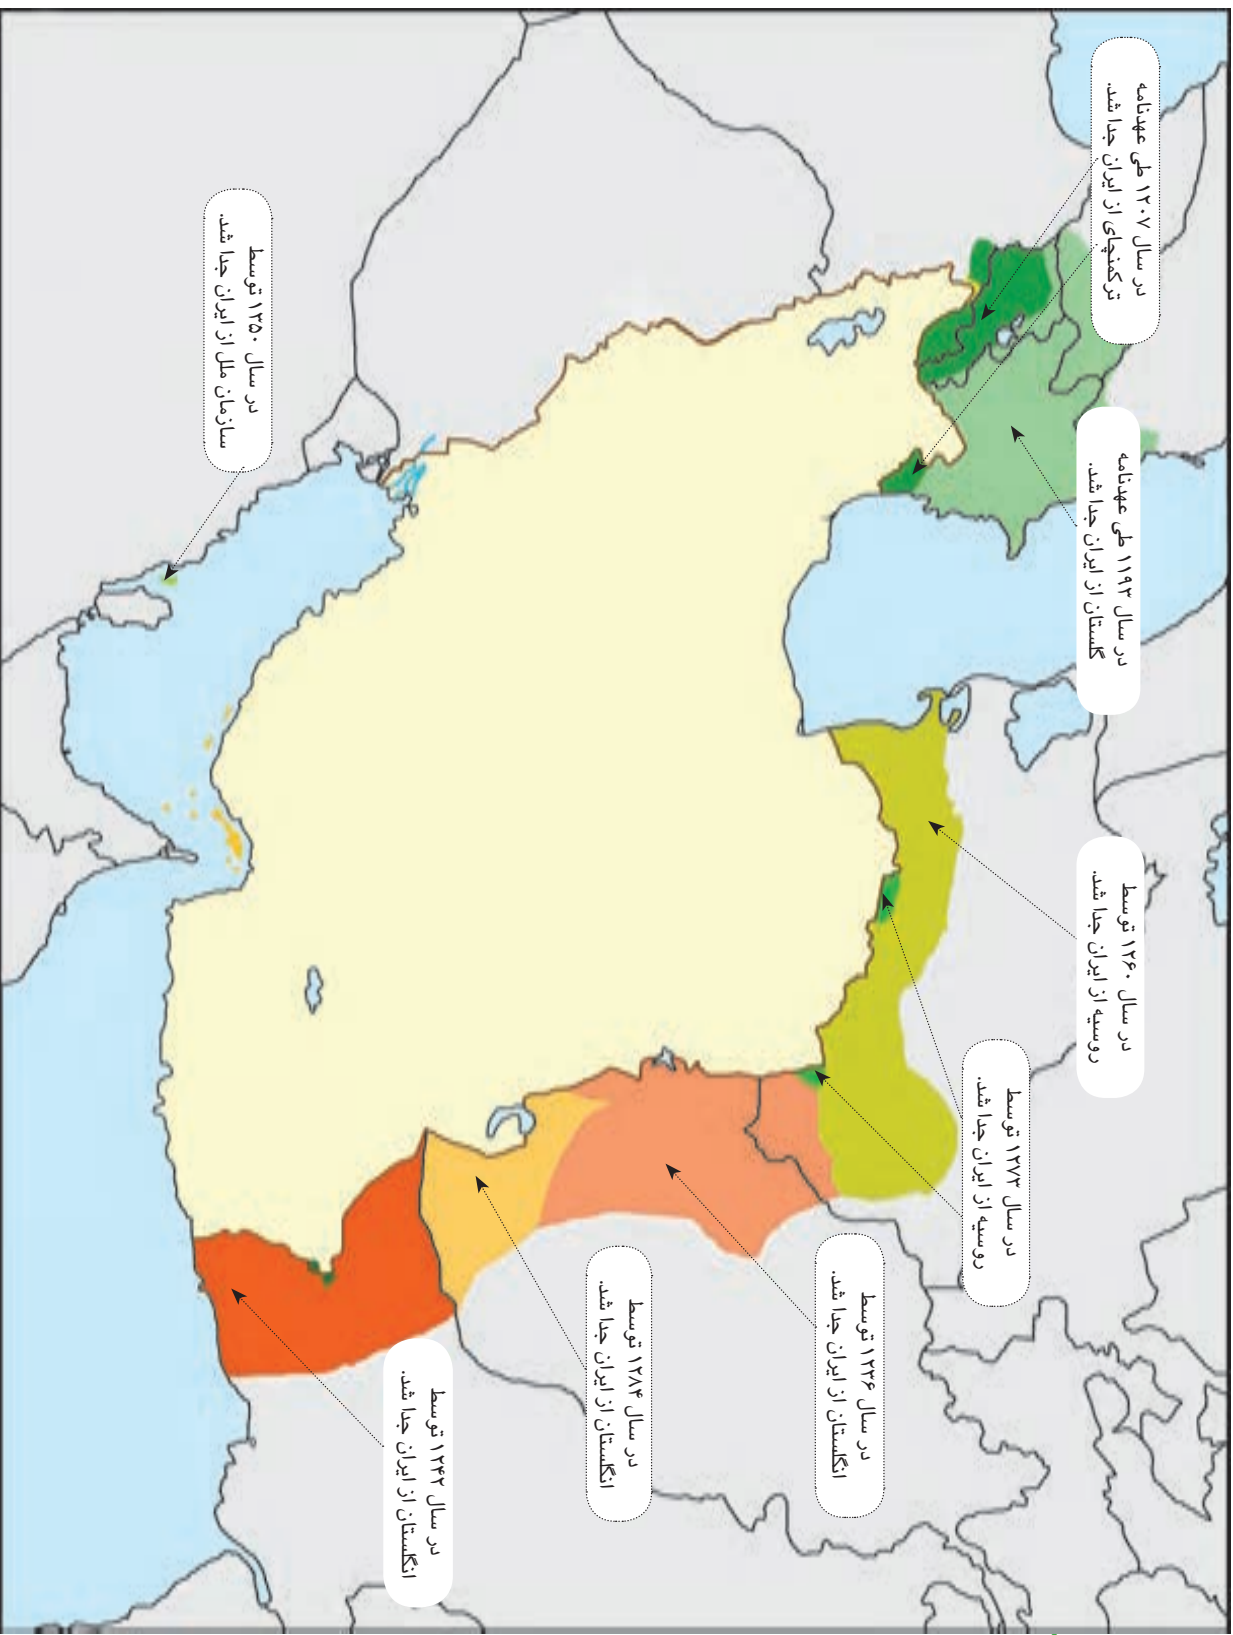 در سال ۱۲۰۷ طی عهدنامه
ترکمنچای از ایران جدا شد.
در سال ۱۱۹۳ طی عهدنامه
گلستان از ایران جدا شد.
در سال ۱۲۶۰ توسط
روسیه از ایران جدا شد.
در سال ۱۲۷۳ توسط
روسیه از ایران جدا شد.
در سال ۱۲۳۶ توسط
انگلستان از ایران جدا شد.
در سال ۱۲۸۴ توسط
انگلستان از ایران جدا شد.
در سال ۱۲۴۲ توسط
انگلستان از ایران جدا شد.
در سال ۱۳۵۰ توسط
سازمان ملل از ایران جدا شد.